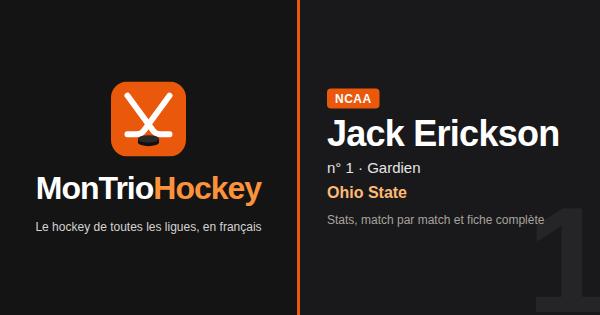 MonTrioHockey
Le hockey de toutes les ligues, en français
NCAA
Jack Erickson
n° 1 · Gardien
Ohio State
Stats, match par match et fiche complète
1